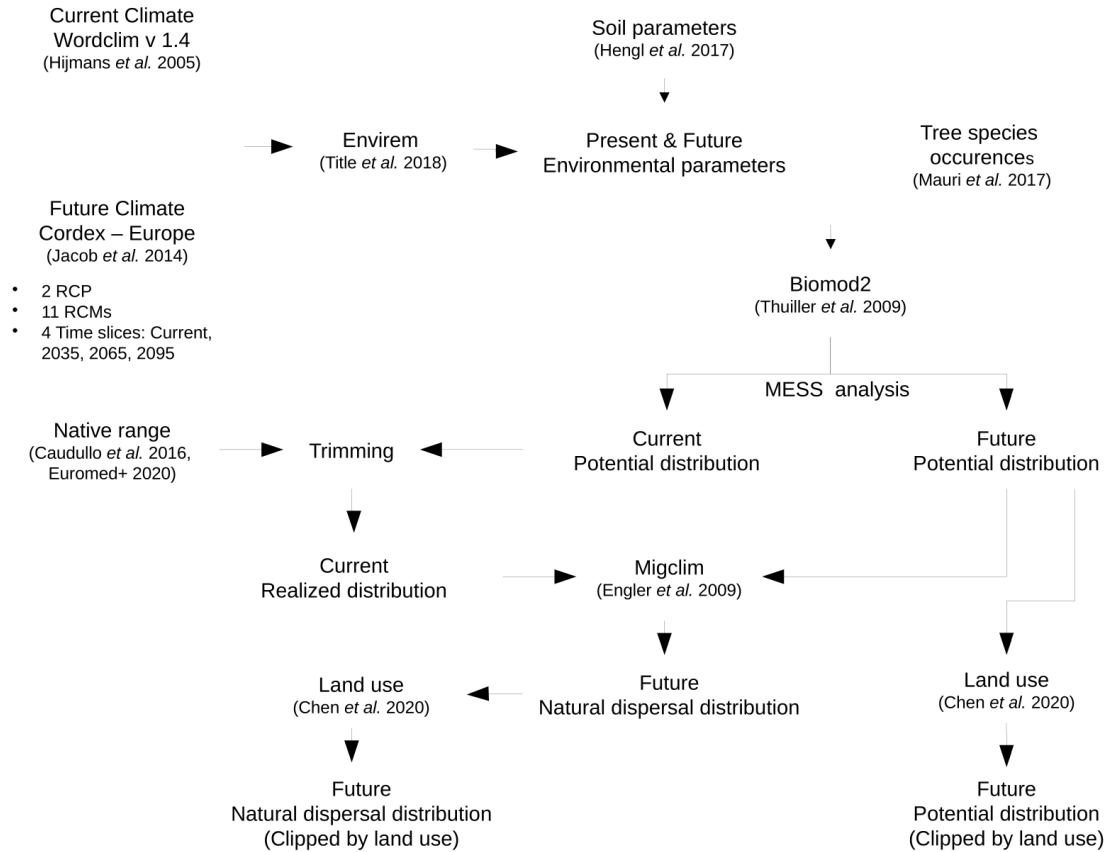 Current Climate
Wordclim v 1.4
(Hijmans et al. 2005)
Soil parameters
(Hengl et al. 2017)
Envirem
(Title et al. 2018)
Present & Future
Environmental parameters
Tree species
occurences
(Mauri et al. 2017)
Future Climate
Cordex – Europe
(Jacob et al. 2014)
• 2 RCP
• 11 RCMs
• 4 Time slices: Current,
2035, 2065, 2095
Biomod2
(Thuiller et al. 2009)
MESS analysis
Native range
(Caudullo et al. 2016,
Euromed+ 2020)
Trimming
Current
Potential distribution
Future
Potential distribution
Current
Realized distribution
Migclim
(Engler et al. 2009)
Land use
(Chen et al. 2020)
Future
Natural dispersal distribution
Land use
(Chen et al. 2020)
Future
Natural dispersal distribution
(Clipped by land use)
Future
Potential distribution
(Clipped by land use)